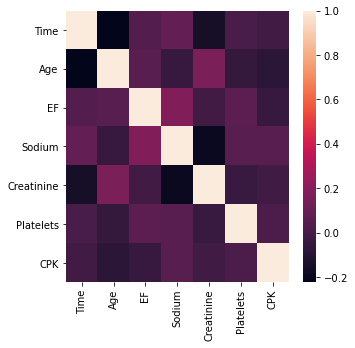 Time
Age
EF
Sodium
Creatinine
Platelets
CPK
Time
Age
EF
Sodium
Creatinine
Platelets
CPK
1.0
0.8
0.6
0.4
0.2
0.0
−0.2